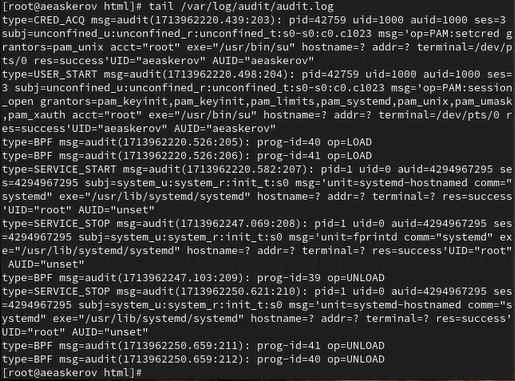 [root@aeaskerov html]# tail /var/log/audit/audit.log
type=CRED_ACQ msg=audit(1713962220.439:203): pid=42759 uid=1000 auid=1000 ses=3
subj=unconfined_u:unconfined_r:unconfined_t:s0-s0:c0.c1023 msg='op=PAM:setcred g
rantors=pam_unix acct="root" exe="/usr/bin/su" hostname=? addr=? terminal=/dev/p
ts/0 res=success'UID="aeaskerov" AUID="aeaskerov"
type=USER_START msg=audit(1713962220.498:204): pid=42759 uid=1000 auid=1000 ses=
3 subj=unconfined_u:unconfined_r:unconfined_t:s0-s0:c0.c1023 msg='op=PAM:session
_open grantors=pam_keyinit,pam_keyinit,pam_limits,pam_systemd,pam_unix,pam_umask
,pam_xauth acct="root" exe="/usr/bin/su" hostname=? addr=? terminal=/dev/pts/0 r
es=success'UID="aeaskerov" AUID="aeaskerov"
type=BPF msg=audit(1713962220.526:205): prog-id=40 op=LOAD
type=BPF msg=audit(1713962220.526:206): prog-id=41 op=LOAD
type=SERVICE_START msg=audit(1713962220.582:207): pid=1 uid=0 auid=4294967295 se
s=4294967295 subj=system_u:system_r:init_t:s0 msg='unit=systemd-hostnamed comm="
systemd" exe="/usr/lib/systemd/systemd" hostname=? addr=? terminal=? res=success
'UID="root" AUID="unset"
type=SERVICE_STOP msg=audit(1713962247.069:208): pid=1 uid=0 auid=4294967295 ses
=4294967295 subj=system_u:system_r:init_t:s0 msg='unit=fprintd comm="systemd" ex
e="/usr/lib/systemd/systemd" hostname=? addr=? terminal=? res=success'UID="root"
 AUID="unset"
type=BPF msg=audit(1713962247.103:209): prog-id=39 op=UNLOAD
type=SERVICE_STOP msg=audit(1713962250.621:210): pid=1 uid=0 auid=4294967295 ses
=4294967295 subj=system_u:system_r:init_t:s0 msg='unit=systemd-hostnamed comm="s
ystemd" exe="/usr/lib/systemd/systemd" hostname=? addr=? terminal=? res=success'
UID="root" AUID="unset"
type=BPF msg=audit(1713962250.659:211): prog-id=41 op=UNLOAD
type=BPF msg=audit(1713962250.659:212): prog-id=40 op=UNLOAD
[root@aeaskerov html]#